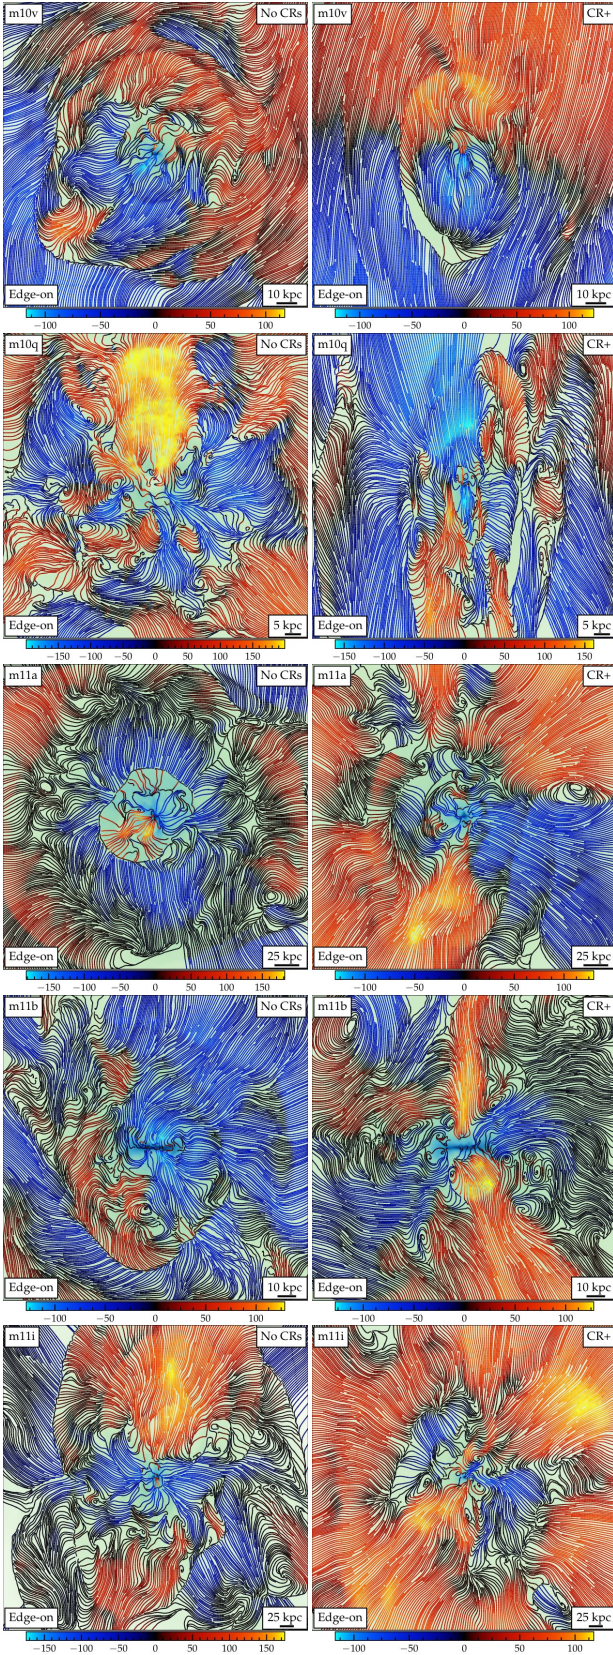 m10v No CRs m10v CR+
Edge-on 10 kpc Edge-on 10 kpc
−100 −50 0 50 100 −100 −50 0 50 100
m10q No CRs m10q CR+
Edge-on 5 kpc Edge-on 5 kpc
−150 −100 −50 0 50 100 150 −150 −100 −50 0 50 100 150
m11a No CRs m11a CR+
Edge-on 25 kpc Edge-on 25 kpc
−150 −100 −50 0 50 100 150 −100 −50 0 50 100
m11b No CRs m11b CR+
Edge-on 10 kpc Edge-on 10 kpc
−100 −50 0 50 100 −100 −50 0 50 100
m11i No CRs m11i CR+
Edge-on 25 kpc Edge-on 25 kpc
−150 −100 −50 0 50 100 150 −100 −50 0 50 100